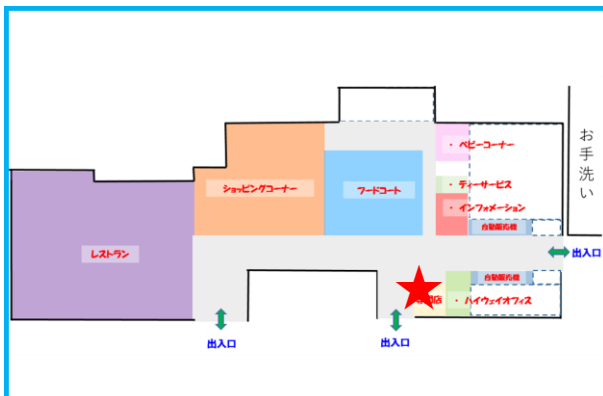 ・ ベビーコーナー
お手洗い
ショッピングコーナー
フードコート
・ ティーサービス
・ インフォメーション
自動販売機
レストラン
出入口
自動販売機
店
・ ハイウェイオフィス
出入口
出入口